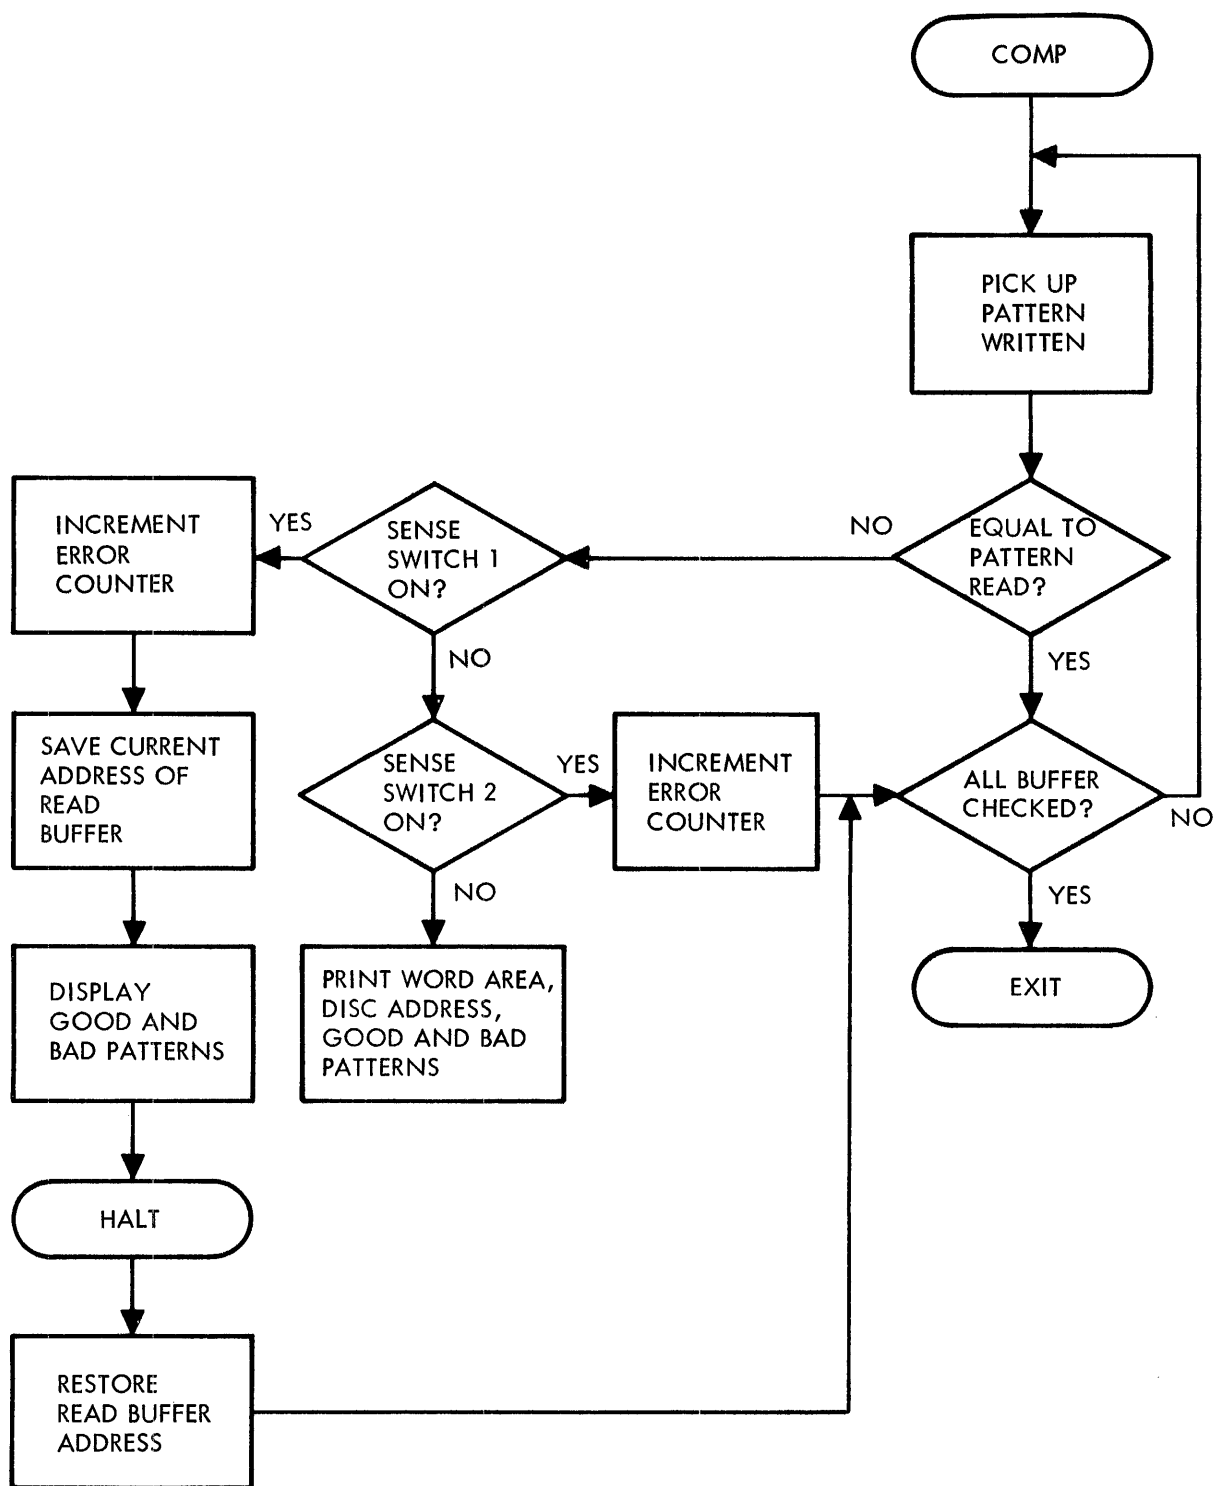 COMP
PICK UP
PATTERN
WRITTEN
EQUAL TO
PATTERN
READ?
NO
YES
SENSE
SWITCH 1
ON?
YES
NO
INCREMENT
ERROR
COUNTER
SAVE CURRENT
ADDRESS OF
READ
BUFFER
SENSE
SWITCH 2
ON?
YES
NO
INCREMENT
ERROR
COUNTER
ALL BUFFER
CHECKED?
NO
YES
DISPLAY
GOOD AND
BAD PATTERNS
PRINT WORD AREA,
DISC ADDRESS,
GOOD AND BAD
PATTERNS
EXIT
HALT
RESTORE
READ BUFFER
ADDRESS